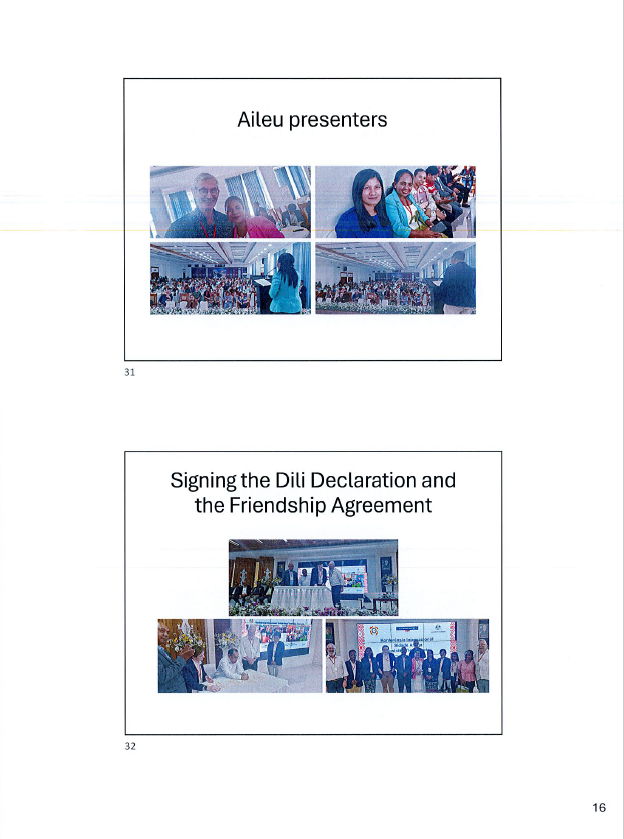 Aileu presenters
31
Signing the Dili Declaration and
the Friendship Agreement
32
16